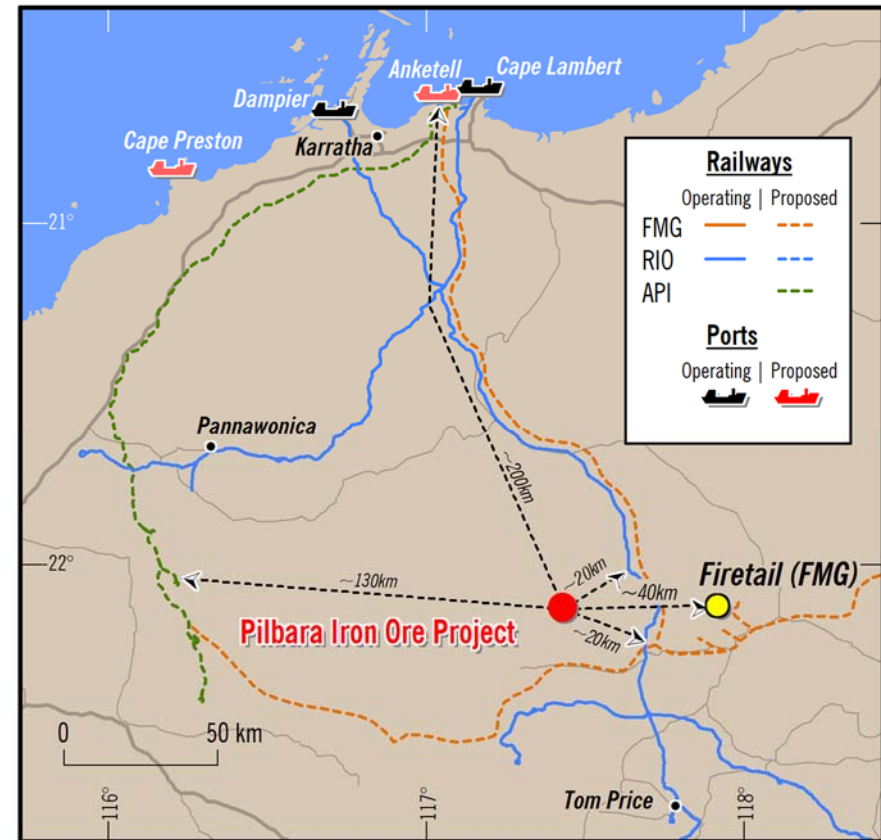 Cape Lambert
Anketell
Dampier
Karratha
Cape Preston
Railways
Operating | Proposed
FMG
RIO
API
Ports
Operating | Proposed
21°
Pannawonica
~200km
22°
~130km
~20km
~40km
Firetail (FMG)
Pilbara Iron Ore Project
~20km
0 50 km
Tom Price
116°
117°
118°